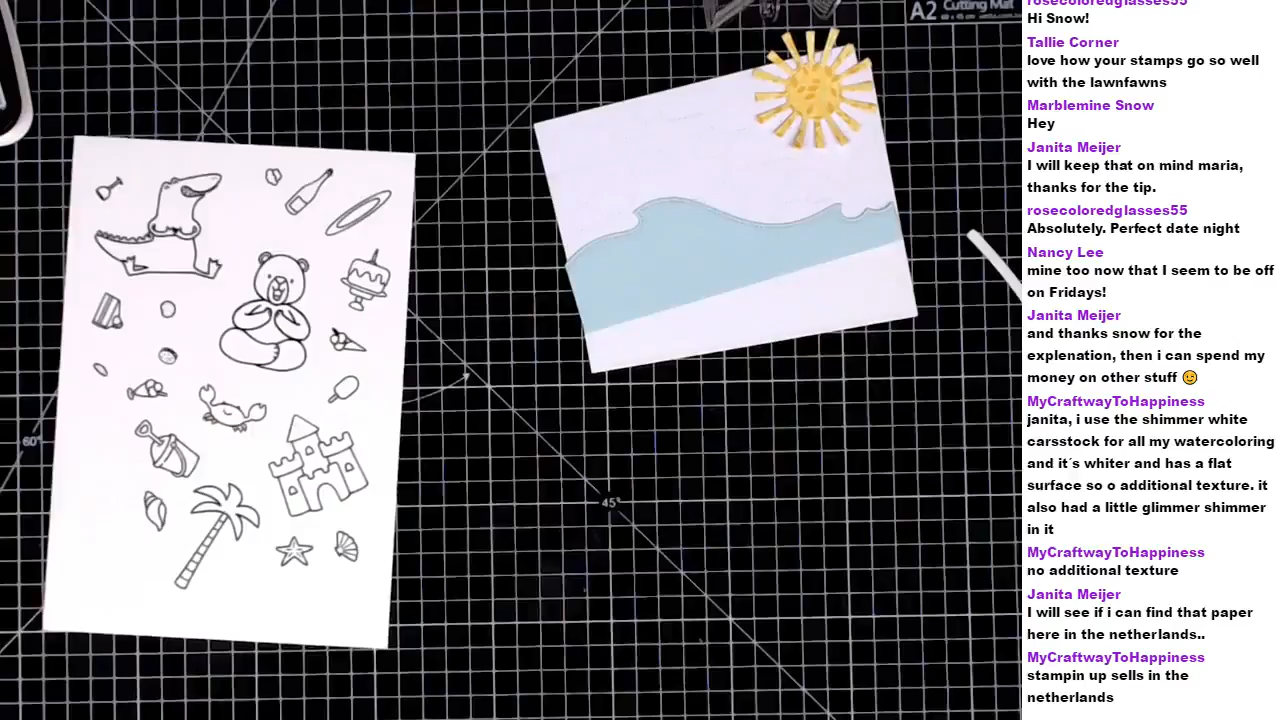 A2 Cutting Mat
60°
45°
rosecoloredglasses55
Hi Snow!
Tallie Corner
love how your stamps go so well
with the lawnfawns
Marblemine Snow
Hey
Janita Meijer
I will keep that on mind maria,
thanks for the tip.
rosecoloredglasses55
Absolutely. Perfect date night
Nancy Lee
mine too now that I seem to be off
on Fridays!
Janita Meijer
and thanks snow for the
explenation, then i can spend my
money on other stuff 😉
MyCraftwayToHappiness
janita, i use the shimmer white
carsstock for all my watercoloring
and it´s whiter and has a flat
surface so o additional texture. it
also had a little glimmer shimmer
in it
MyCraftwayToHappiness
no additional texture
Janita Meijer
I will see if i can find that paper
here in the netherlands..
MyCraftwayToHappiness
stampin up sells in the
netherlands